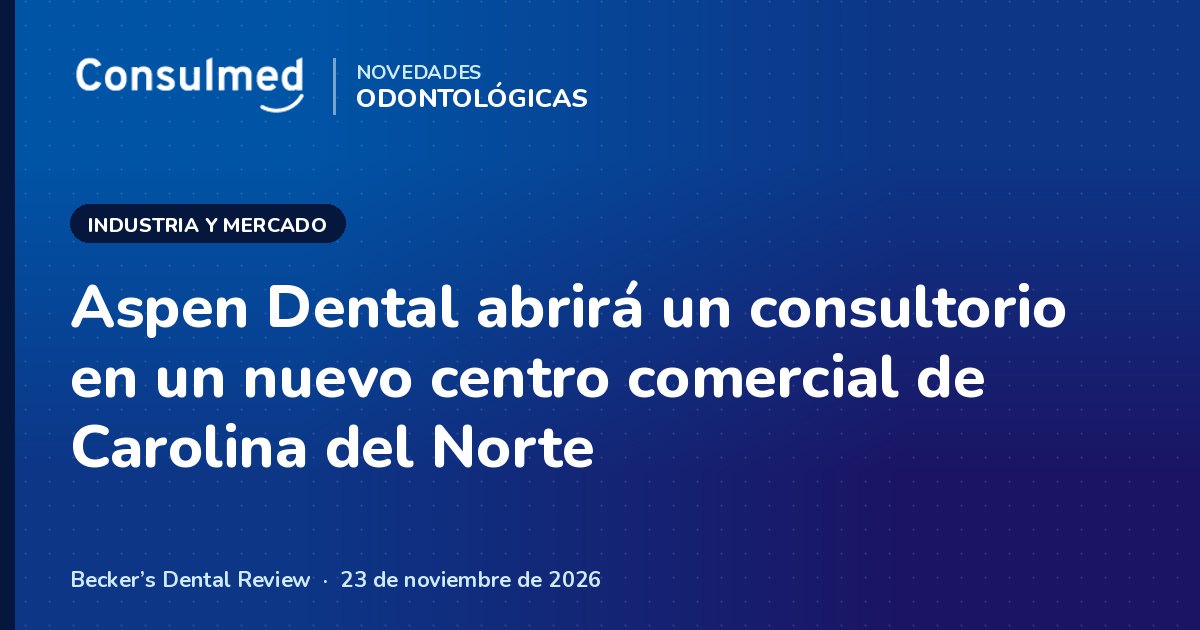 Consulmed
NOVEDADES
ODONTOLÓGICAS
INDUSTRIA Y MERCADO
Aspen Dental abrirá un consultorio
en un nuevo centro comercial de
Carolina del Norte
Becker’s Dental Review · 23 de noviembre de 2026